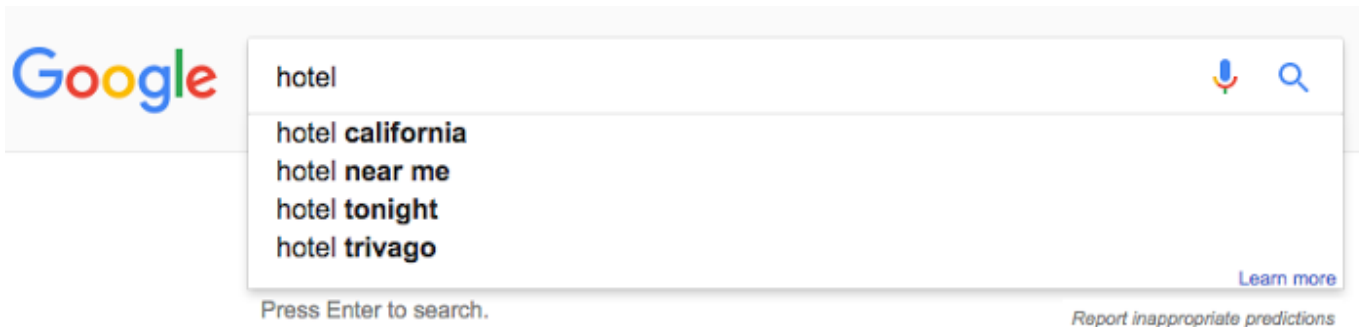 Google
hotel
hotel california
hotel near me
hotel tonight
hotel trivago
Learn more
Press Enter to search.
Report inappropriate predictions